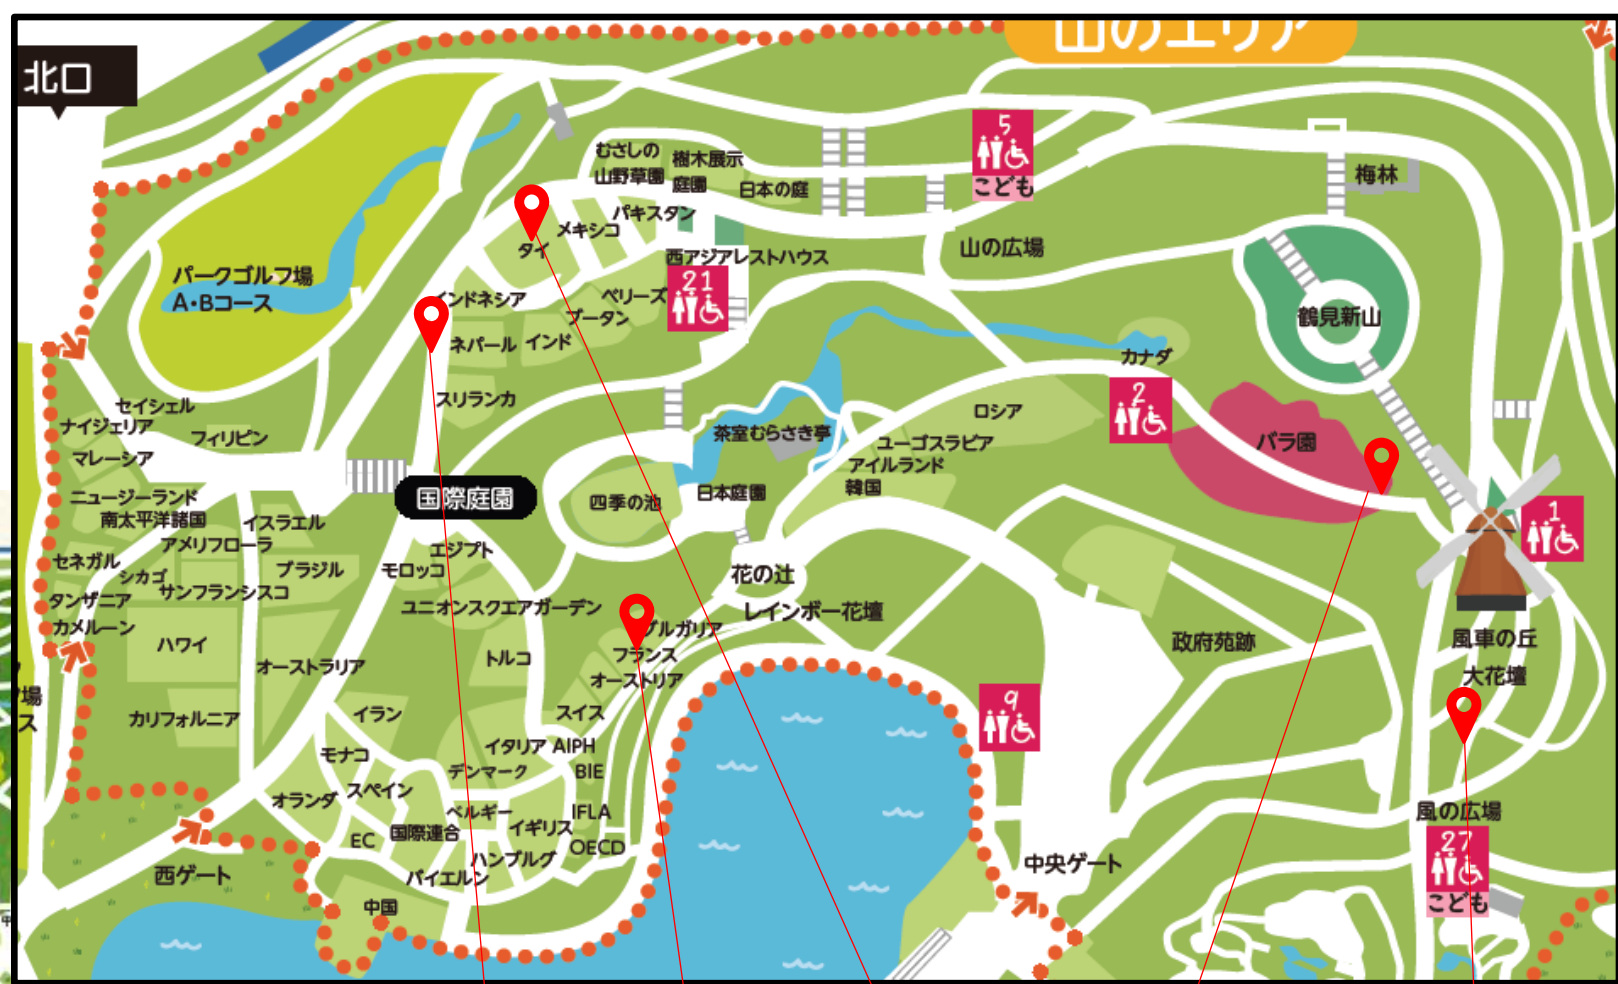 山のエリア
北口
5
こども
むさしの
山野草園
樹木展示
庭園
日本の庭
梅林
パキスタン
メキシコ
タイ
西アジアレストハウス
山の広場
21
パークゴルフ場
A・Bコース
インドネシア
ベリーズ
ブータン
鶴見新山
ネパール
インド
カナダ
2
セイシェル
スリランカ
ロシア
ナイジェリア
フィリピン
茶室むらさき亭
ユーゴスラビア
バラ園
マレーシア
アイルランド
韓国
ニュージーランド
国際庭園
四季の池
日本庭園
南太平洋諸国
イスラエル
1
アメリフローラ
エジプト
セネガル
シカゴ
ブラジル
モロッコ
花の辻
サンフランシスコ
タンザニア
ユニオンスクエアガーデン
レインボー花壇
カメルーン
ブルガリア
ハワイ
政府苑跡
風車の丘
大花壇
オーストラリア
トルコ
フランス
オーストリア
場
ス
カリフォルニア
イラン
スイス
9
モナコ
イタリア
AIPH
デンマーク
BIE
オランダ
スペイン
ベルギー
IFLA
風の広場
EC
国際連合
イギリス
OECD
27
こども
西ゲート
ハンブルグ
バイエルン
中央ゲート
中国